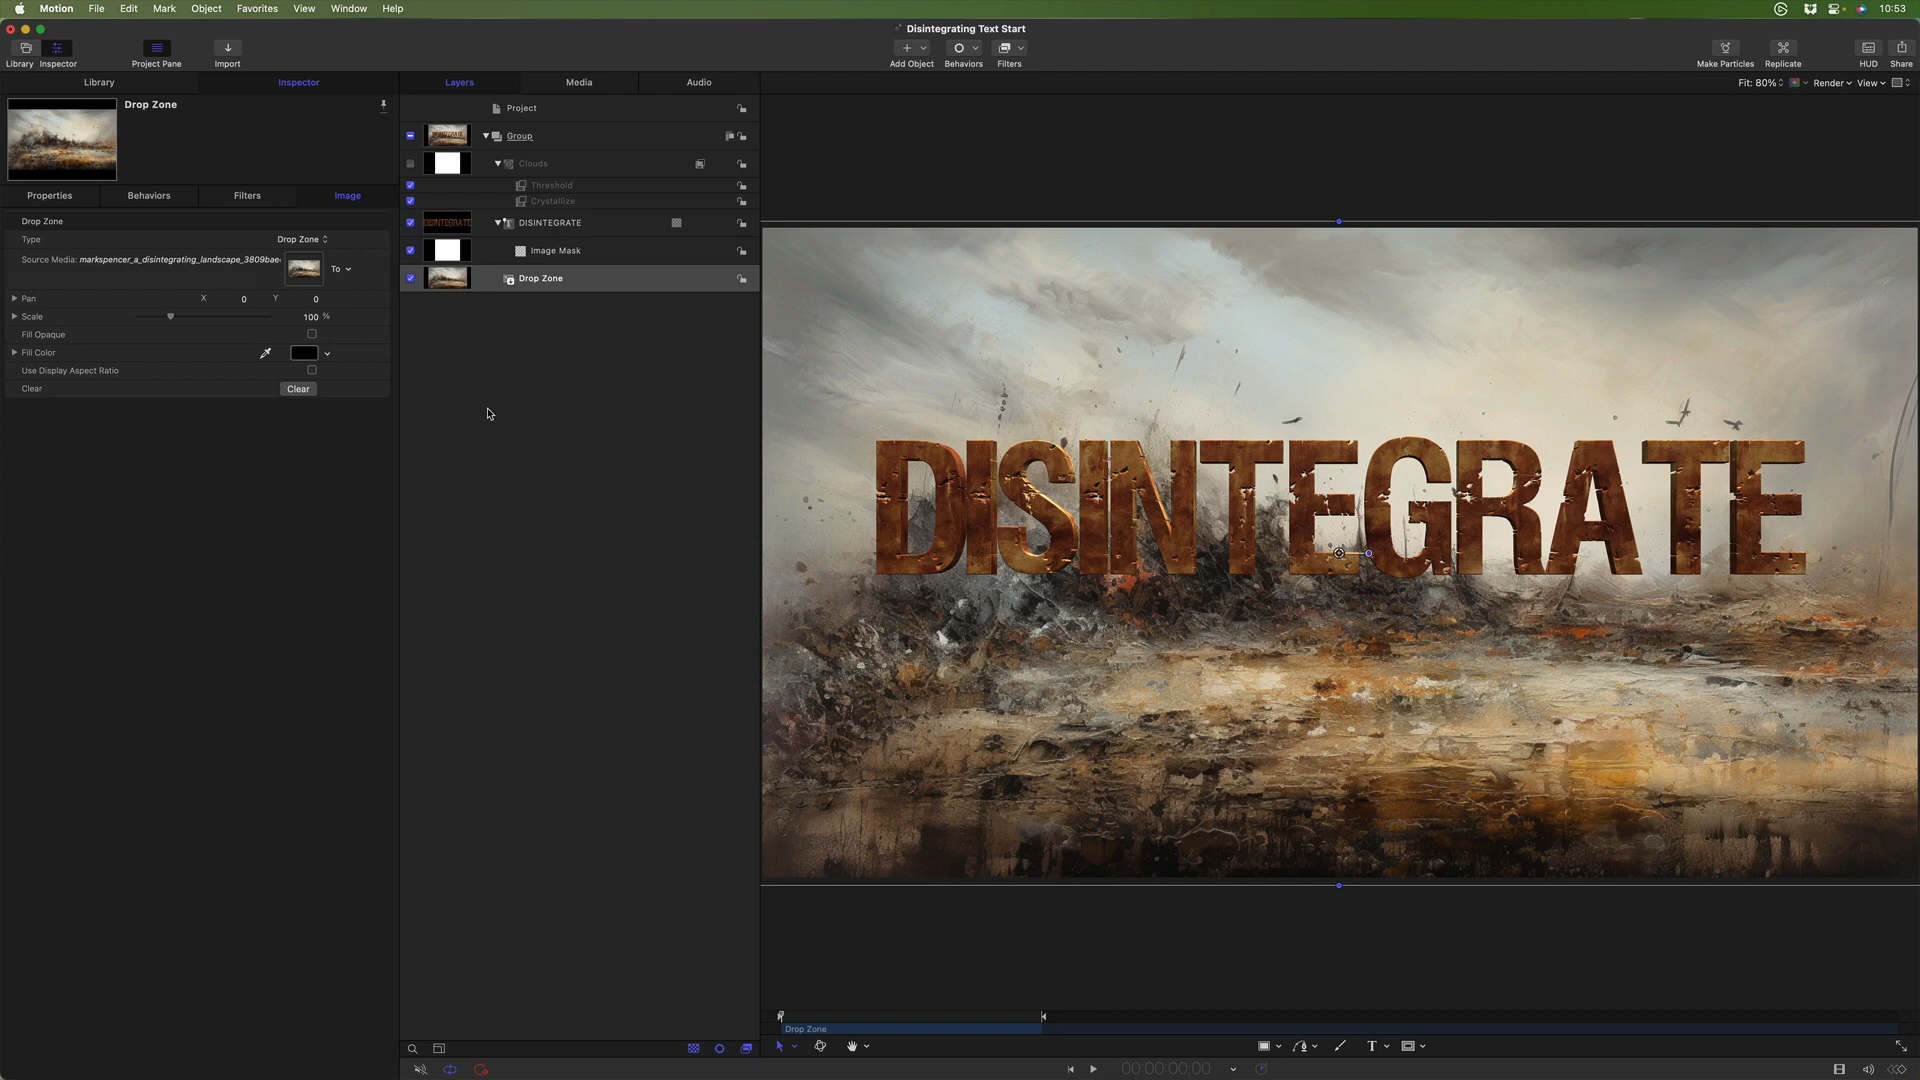 Motion File Edit Mark Object Favorites View Window Help 10:53
Disintegrating Text Start
Library Inspector Project Pane Import Add Object Behaviors Filters Make Particles Replicate HUD Share
Library Inspector Layers Media Audio Fit: 80% Render View
Drop Zone
Project
Group
Clouds
Threshold
Crystallize
DISINTEGRATE
Image Mask
Drop Zone
Properties Behaviors Filters Image
Drop Zone
Type Drop Zone
Source Media: markspencer_a_disintegrating_landscape_3809bae To
Pan X 0 Y 0
Scale 100 %
Fill Opaque
Fill Color
Use Display Aspect Ratio
Clear Clear
DISINTEGRATE
Drop Zone
T
00:00:00;00